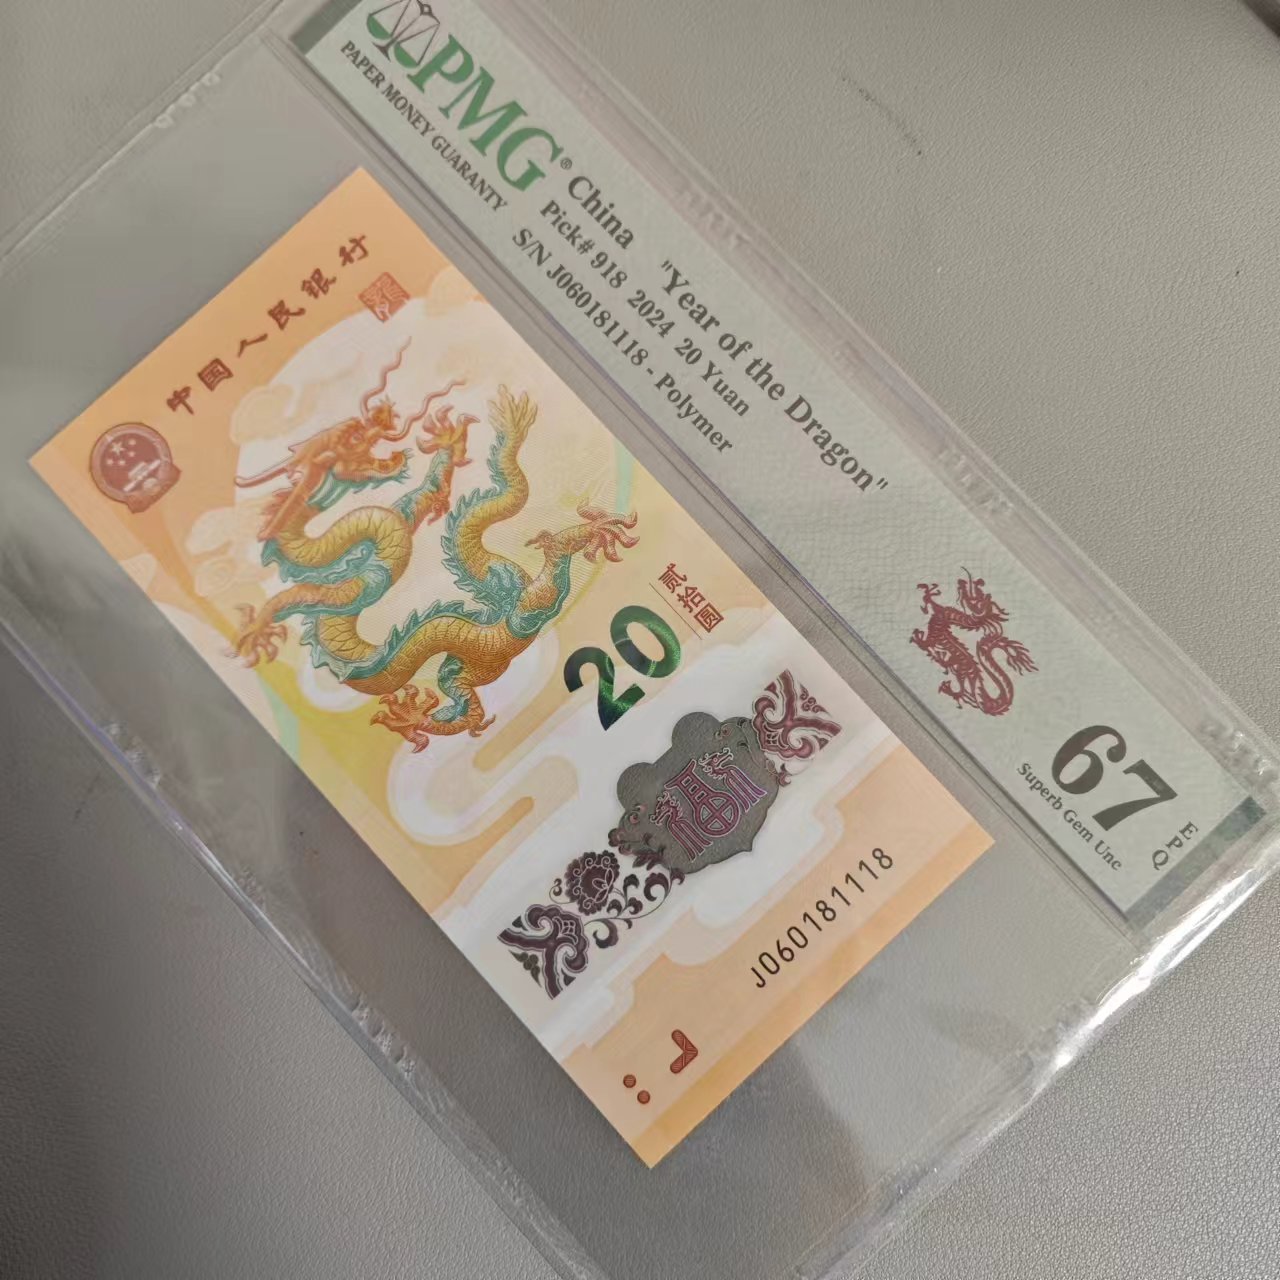 PMG®
PAPER MONEY GUARANTY
China "Year of the Dragon"
Pick# 918 2024 20 Yuan
S/N J060181118 - Polymer
67 EPQ
Superb Gem Unc
中国人民银行
贰拾圆
20
福
J060181118